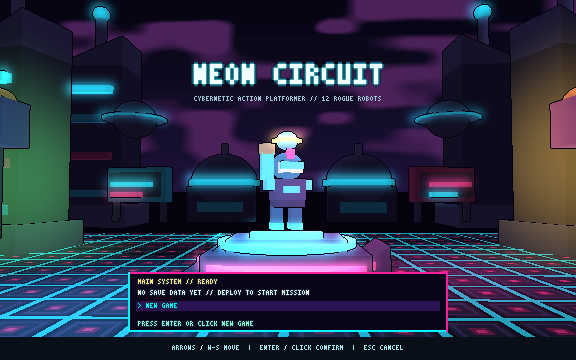 NEON CIRCUIT
CYBERNETIC ACTION PLATFORMER // 12 ROGUE ROBOTS
MAIN SYSTEM // READY
NO SAVE DATA YET // DEPLOY TO START MISSION
> NEW GAME
PRESS ENTER OR CLICK NEW GAME
ARROWS / W-S MOVE | ENTER / CLICK CONFIRM | ESC CANCEL